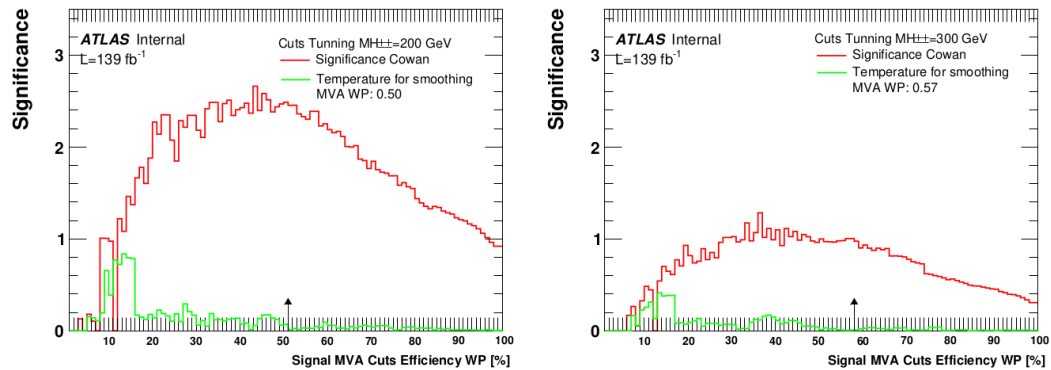 Significance
3
2
1
0
ATLAS Internal
L=139 fb⁻¹
Cuts Tunning MH±±=200 GeV
Significance Cowan
Temperature for smoothing
MVA WP: 0.50
10 20 30 40 50 60 70 80 90 100
Signal MVA Cuts Efficiency WP [%]
Significance
3
2
1
0
ATLAS Internal
L=139 fb⁻¹
Cuts Tunning MH±±=300 GeV
Significance Cowan
Temperature for smoothing
MVA WP: 0.57
10 20 30 40 50 60 70 80 90 100
Signal MVA Cuts Efficiency WP [%]